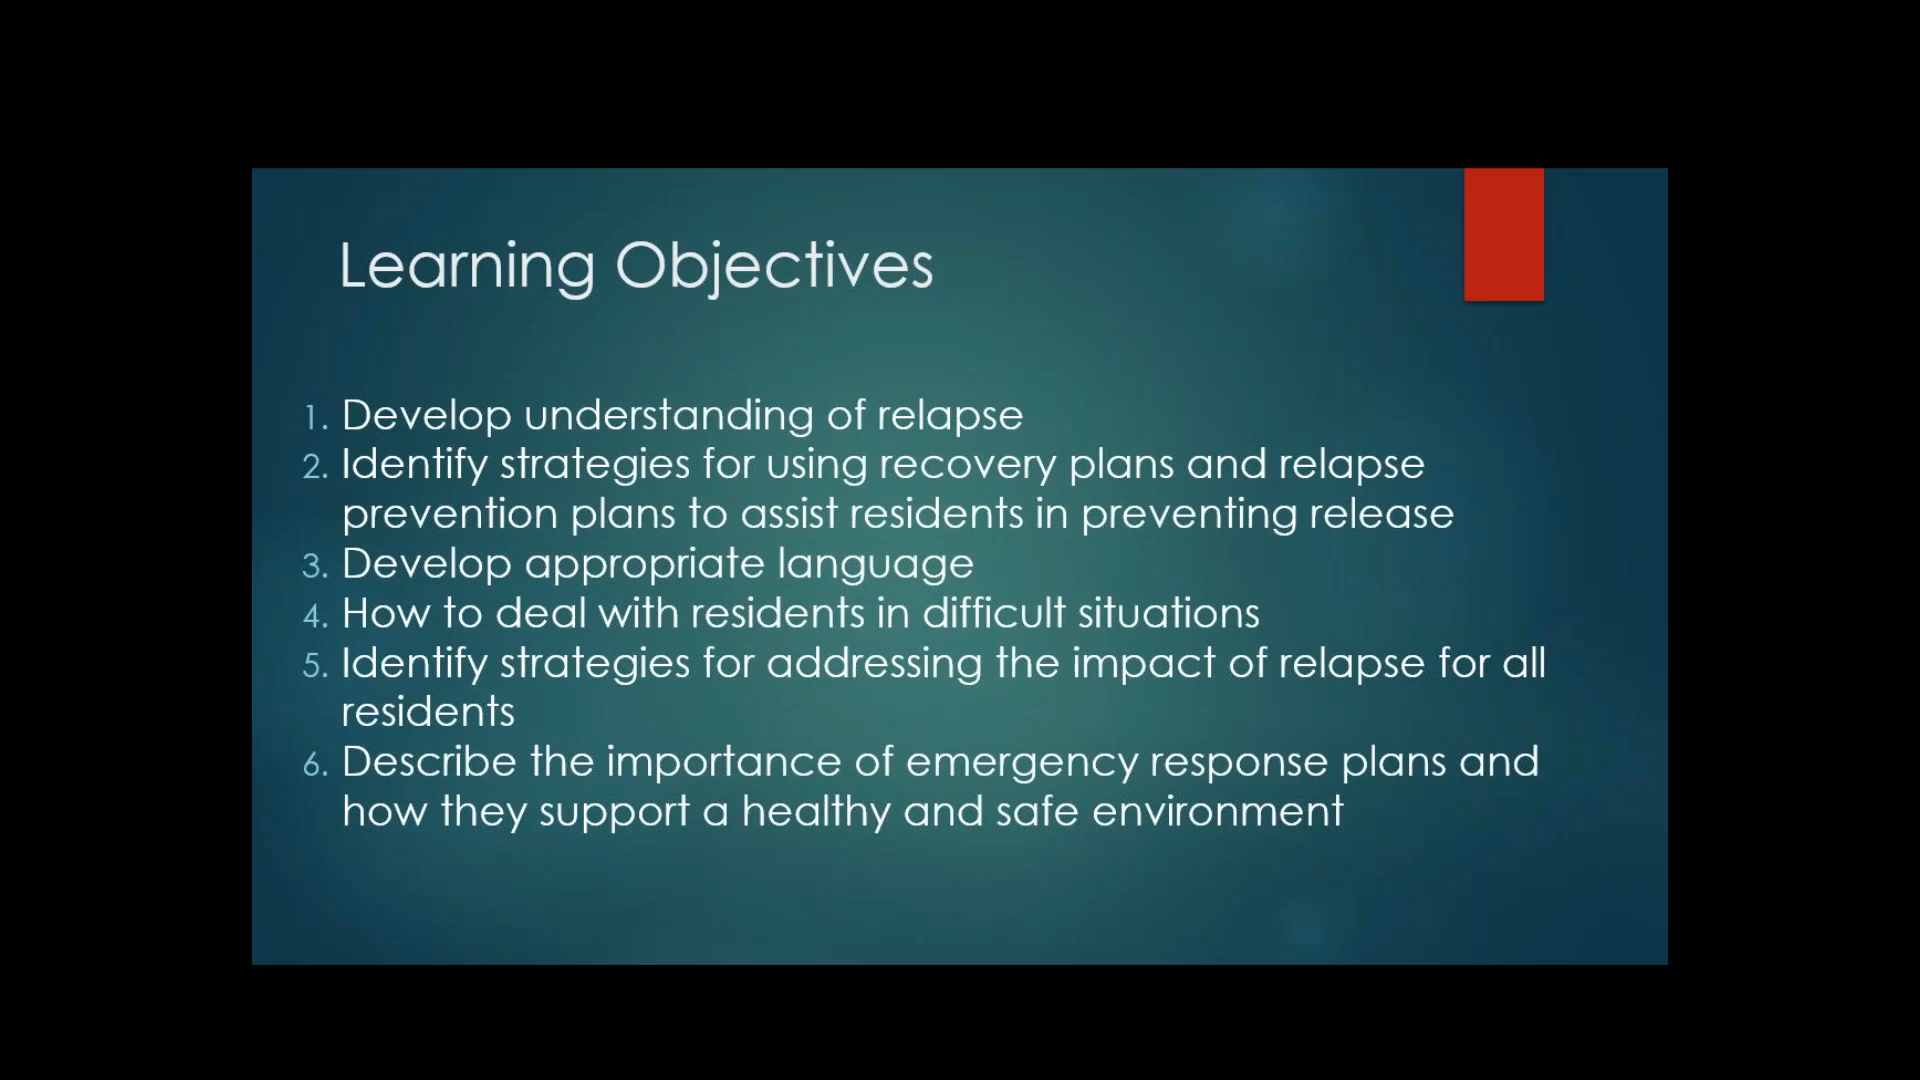 Learning Objectives
1. Develop understanding of relapse
2. Identify strategies for using recovery plans and relapse
prevention plans to assist residents in preventing release
3. Develop appropriate language
4. How to deal with residents in difficult situations
5. Identify strategies for addressing the impact of relapse for all
residents
6. Describe the importance of emergency response plans and
how they support a healthy and safe environment